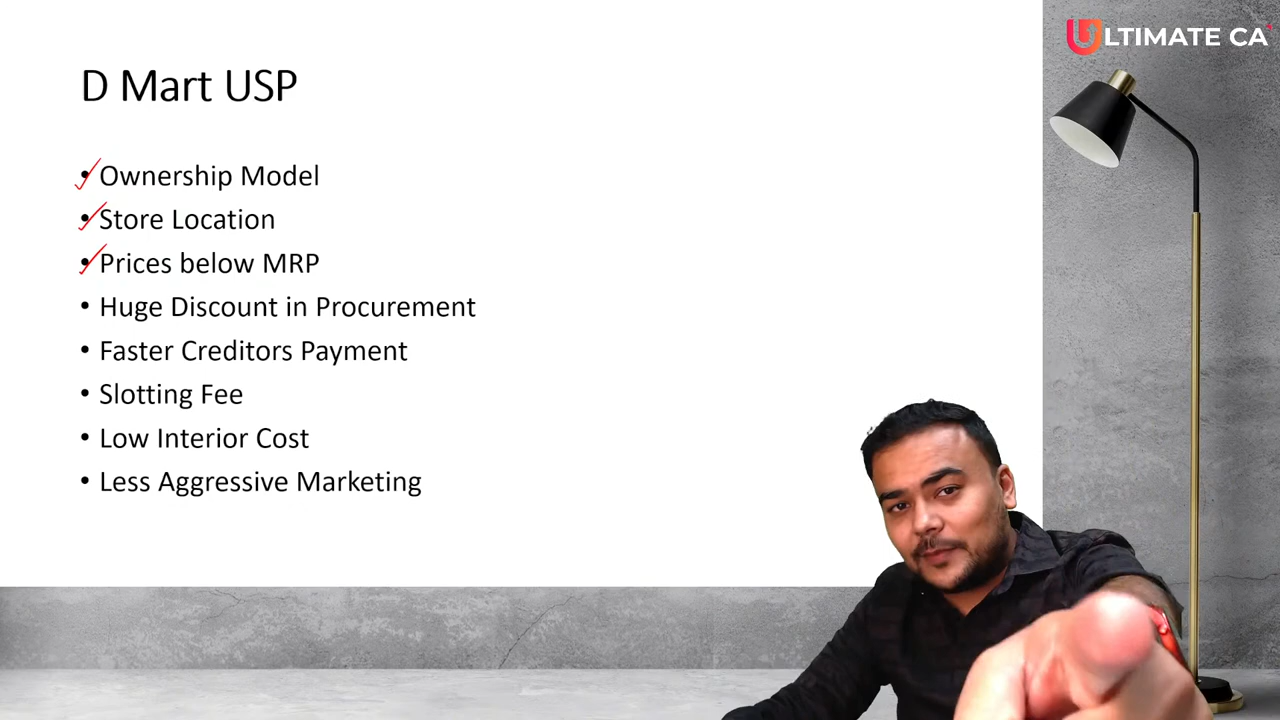 ULTIMATE CA
D Mart USP
• Ownership Model
• Store Location
• Prices below MRP
• Huge Discount in Procurement
• Faster Creditors Payment
• Slotting Fee
• Low Interior Cost
• Less Aggressive Marketing